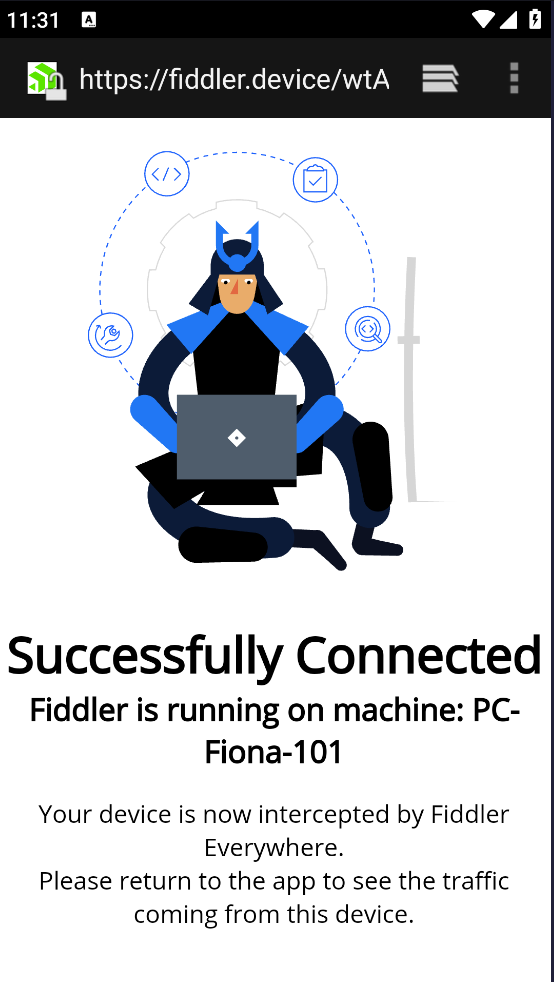 11:31
A
https://fiddler.device/wtA
</>
<>
Successfully Connected
Fiddler is running on machine: PC-
Fiona-101
Your device is now intercepted by Fiddler
Everywhere.
Please return to the app to see the traffic
coming from this device.